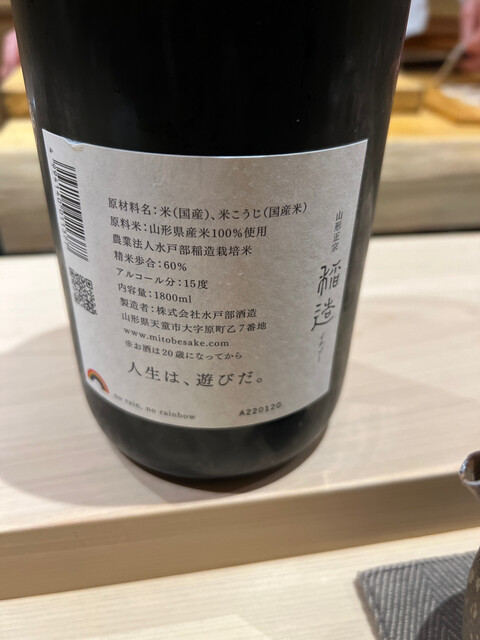 原材料名：米（国産）、米こうじ（国産米）
原料米：山形県産米100％使用
農業法人水戸部稲造栽培米
精米歩合：60％
アルコール分：15度
内容量：1800ml
製造者：株式会社水戸部酒造
山形県天童市大字原町乙7番地
www.mitobesake.com
※お酒は20歳になってから
人生は、遊びだ。
no rain, no rainbow
A220120
山形正宗
稲造